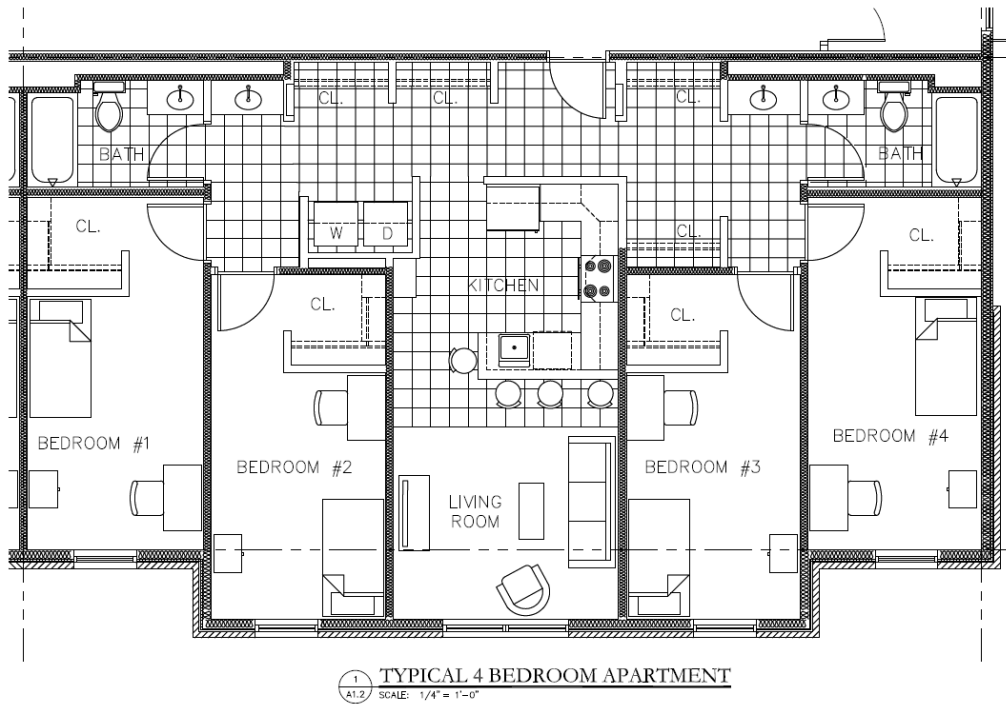 CL.
CL.
CL.
BATH
BATH
W
D
CL.
CL.
CL.
KITCHEN
CL.
CL.
BEDROOM #1
BEDROOM #2
BEDROOM #3
BEDROOM #4
LIVING
ROOM
1
A1.2
TYPICAL 4 BEDROOM APARTMENT
SCALE: 1/4" = 1'-0"